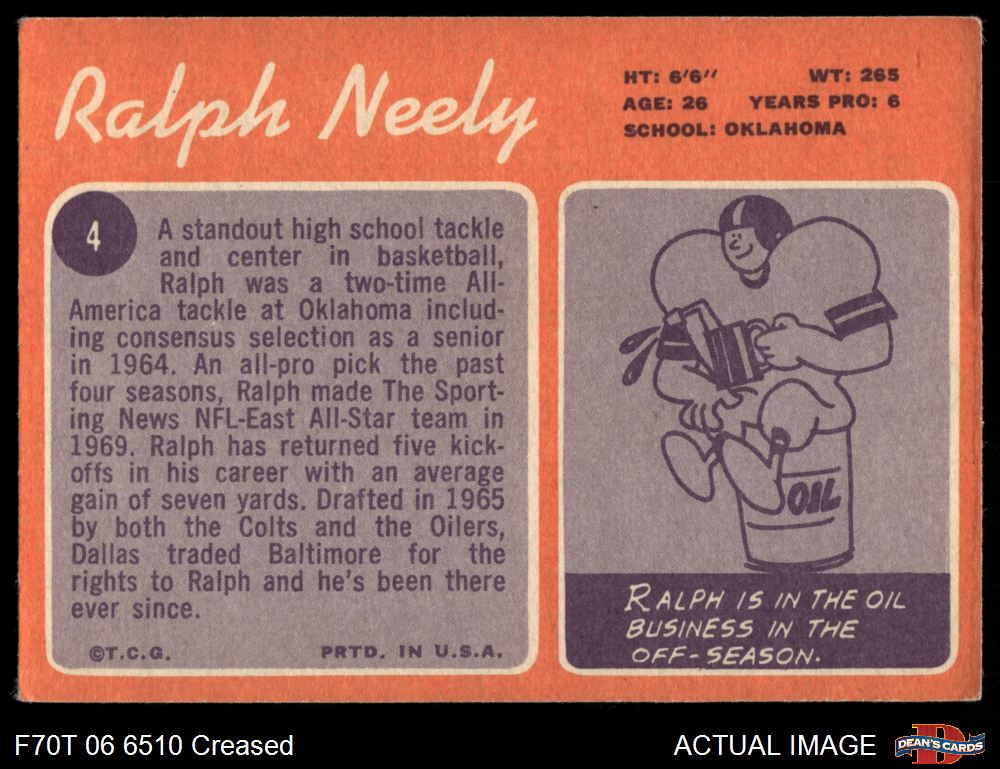 Ralph Neely
HT: 6'6" WT: 265
AGE: 26 YEARS PRO: 6
SCHOOL: OKLAHOMA
4
A standout high school tackle
and center in basketball,
Ralph was a two-time All-
America tackle at Oklahoma includ-
ing consensus selection as a senior
in 1964. An all-pro pick the past
four seasons, Ralph made The Sport-
ing News NFL-East All-Star team in
1969. Ralph has returned five kick-
offs in his career with an average
gain of seven yards. Drafted in 1965
by both the Colts and the Oilers,
Dallas traded Baltimore for the
rights to Ralph and he's been there
ever since.
©T.C.G. PRTD. IN U.S.A.
OIL
RALPH IS IN THE OIL
BUSINESS IN THE
OFF-SEASON.
F70T 06 6510 Creased
ACTUAL IMAGE
D
DEAN'S CARDS